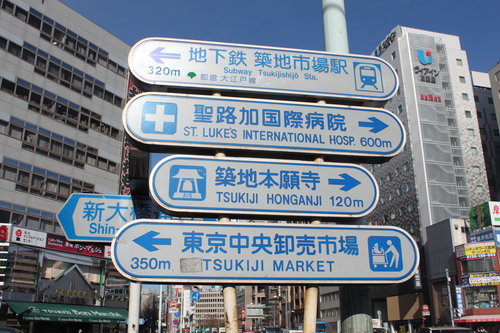 地下鉄 築地市場駅
320m
Subway Tsukijishijō Sta.
都営 大江戸線
聖路加国際病院
ST. LUKE'S INTERNATIONAL HOSP. 600m
築地本願寺
TSUKIJI HONGANJI 120m
新大
Shin
東京中央卸売市場
350m TSUKIJI MARKET